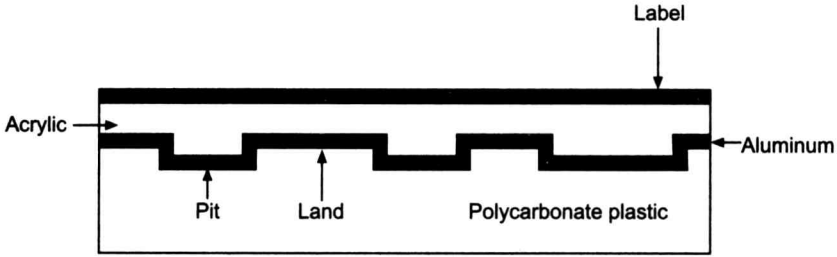 Label
Acrylic
Aluminum
Pit
Land
Polycarbonate plastic